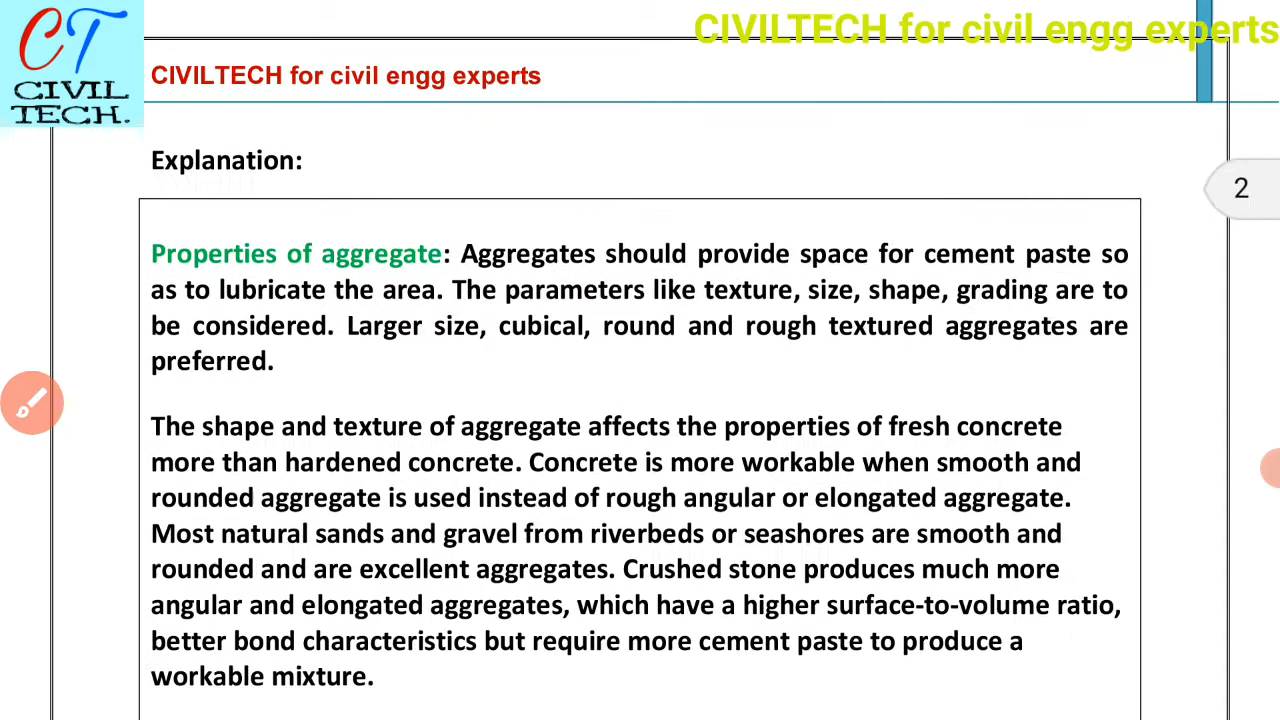 CT
CIVIL
TECH.
CIVILTECH for civil engg experts
CIVILTECH for civil engg experts
2
Explanation:
Properties of aggregate: Aggregates should provide space for cement paste so
as to lubricate the area. The parameters like texture, size, shape, grading are to
be considered. Larger size, cubical, round and rough textured aggregates are
preferred.
The shape and texture of aggregate affects the properties of fresh concrete
more than hardened concrete. Concrete is more workable when smooth and
rounded aggregate is used instead of rough angular or elongated aggregate.
Most natural sands and gravel from riverbeds or seashores are smooth and
rounded and are excellent aggregates. Crushed stone produces much more
angular and elongated aggregates, which have a higher surface-to-volume ratio,
better bond characteristics but require more cement paste to produce a
workable mixture.